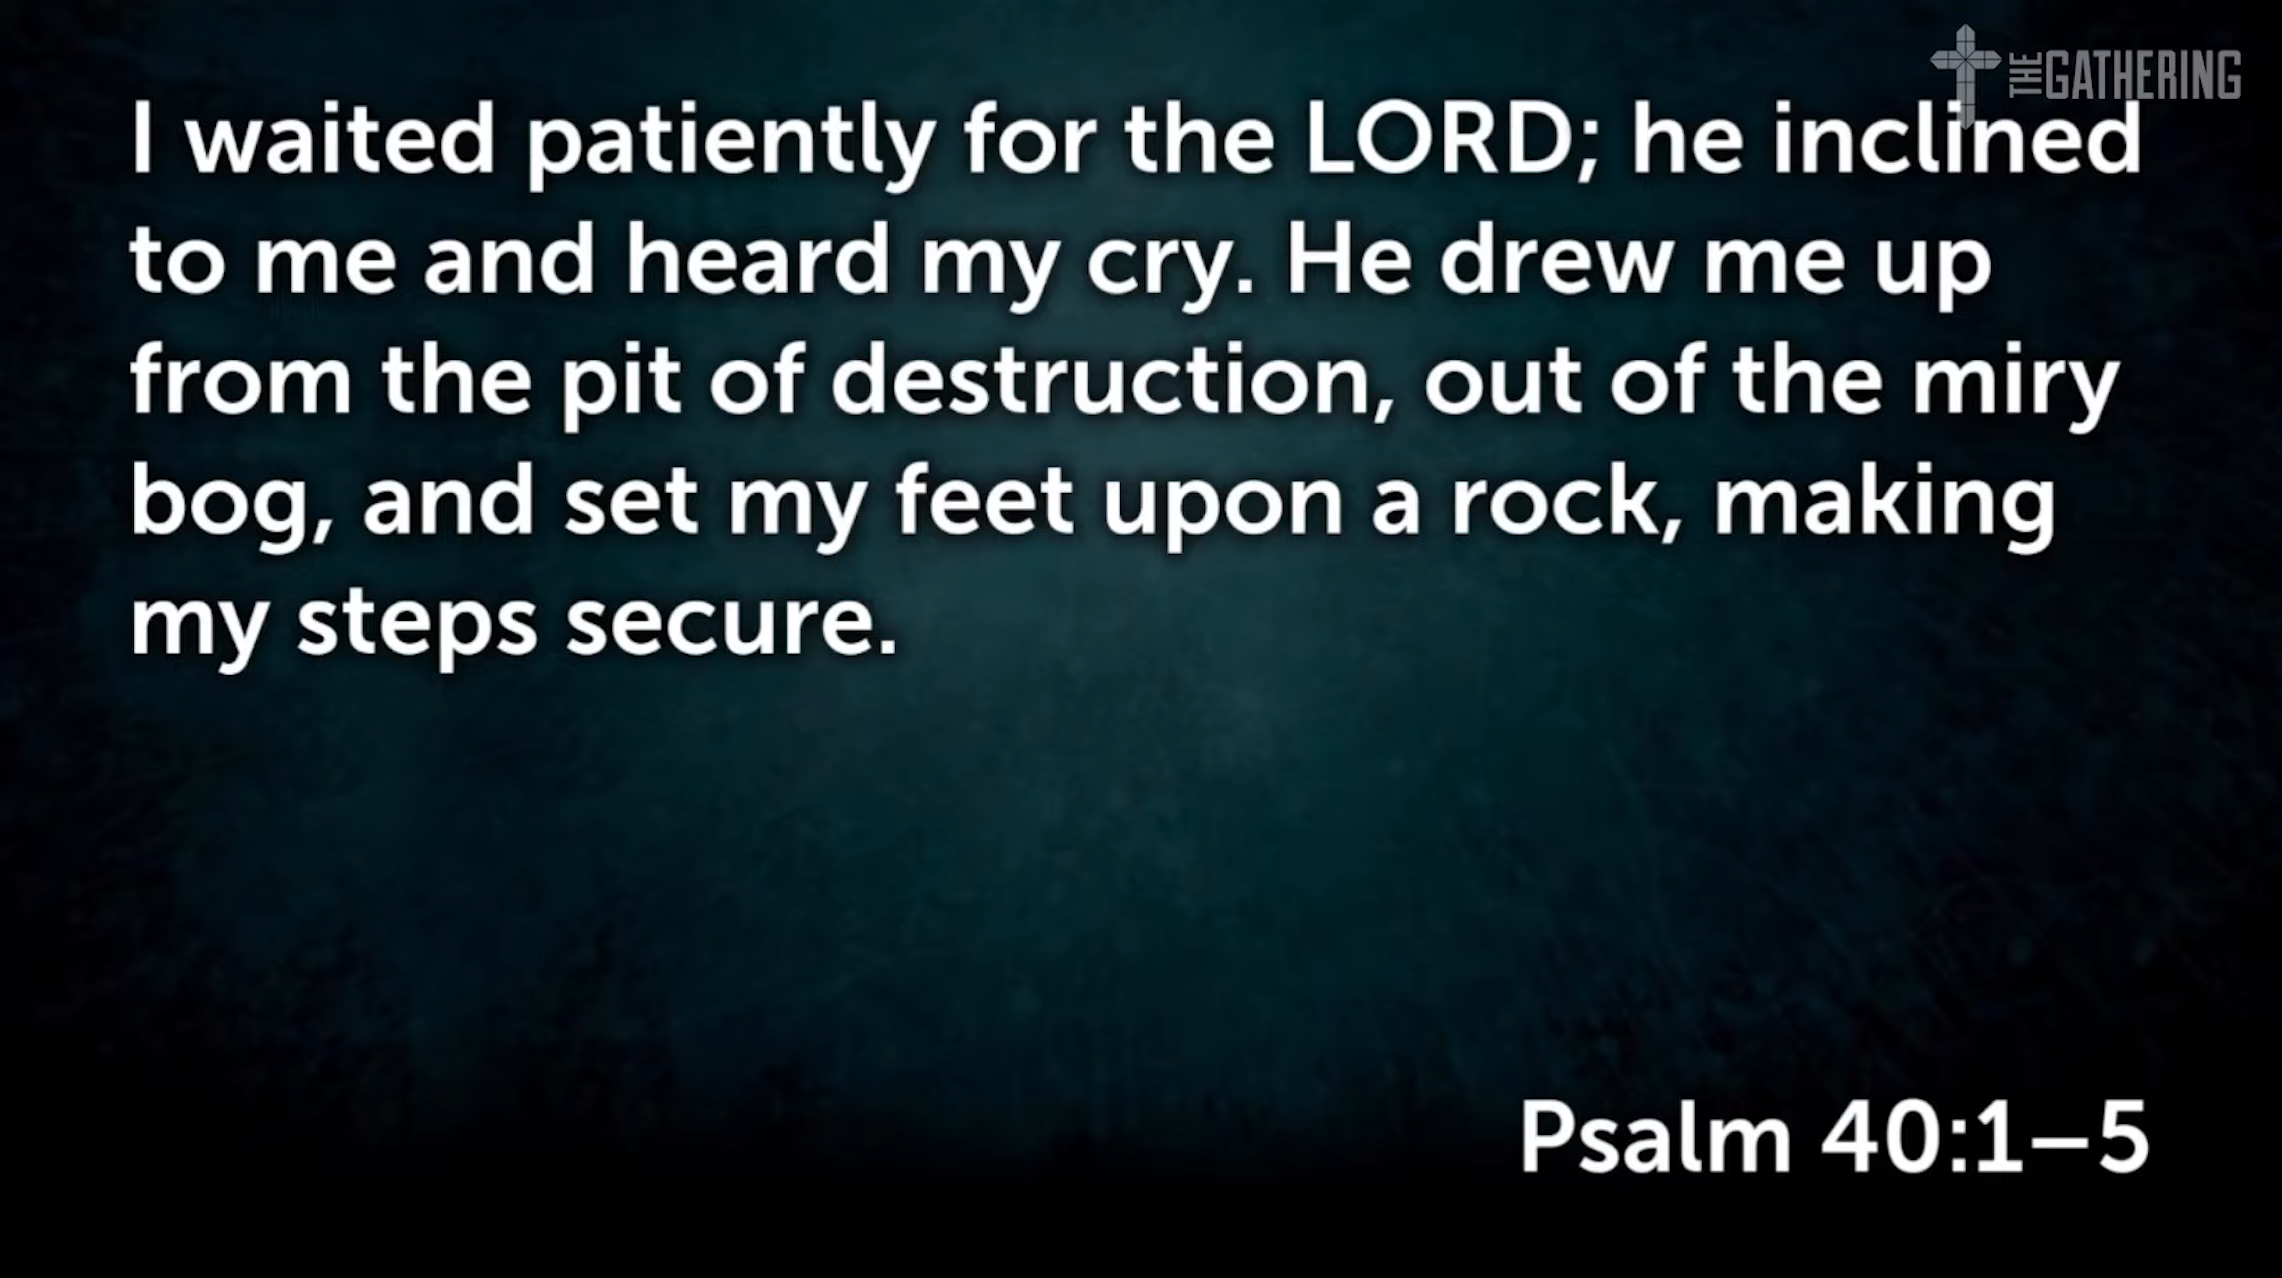 THE GATHERING
I waited patiently for the LORD; he inclined
to me and heard my cry. He drew me up
from the pit of destruction, out of the miry
bog, and set my feet upon a rock, making
my steps secure.
Psalm 40:1–5